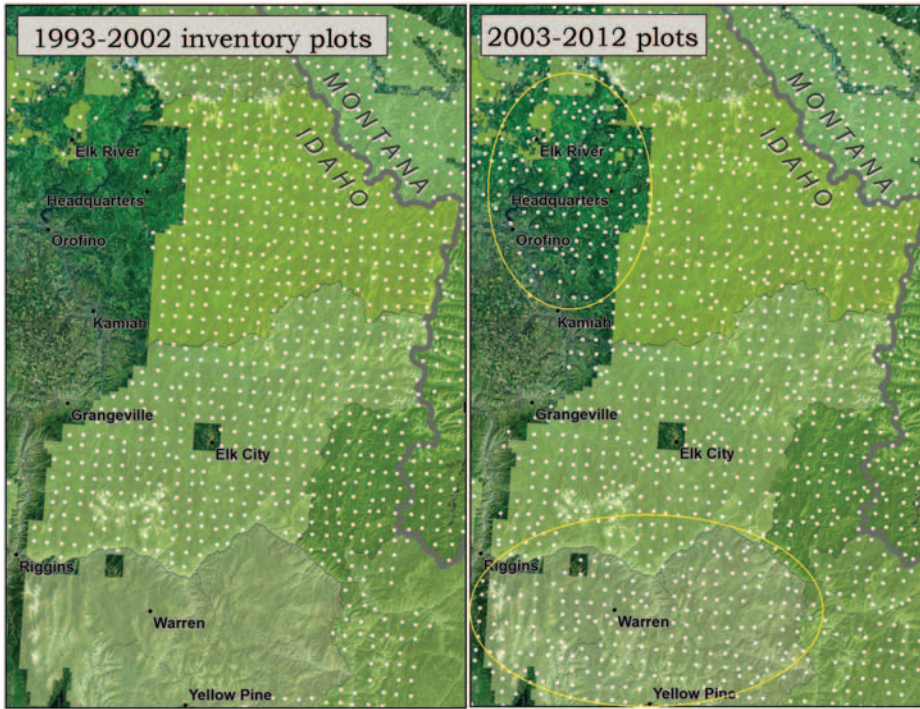 1993-2002 inventory plots
MONTANA
IDAHO
Elk River
Headquarters
Orofino
Kamiah
Grangeville
Elk City
Riggins
Warren
Yellow Pine
2003-2012 plots
MONTANA
IDAHO
Elk River
Headquarters
Orofino
Kamiah
Grangeville
Elk City
Riggins
Warren
Yellow Pine